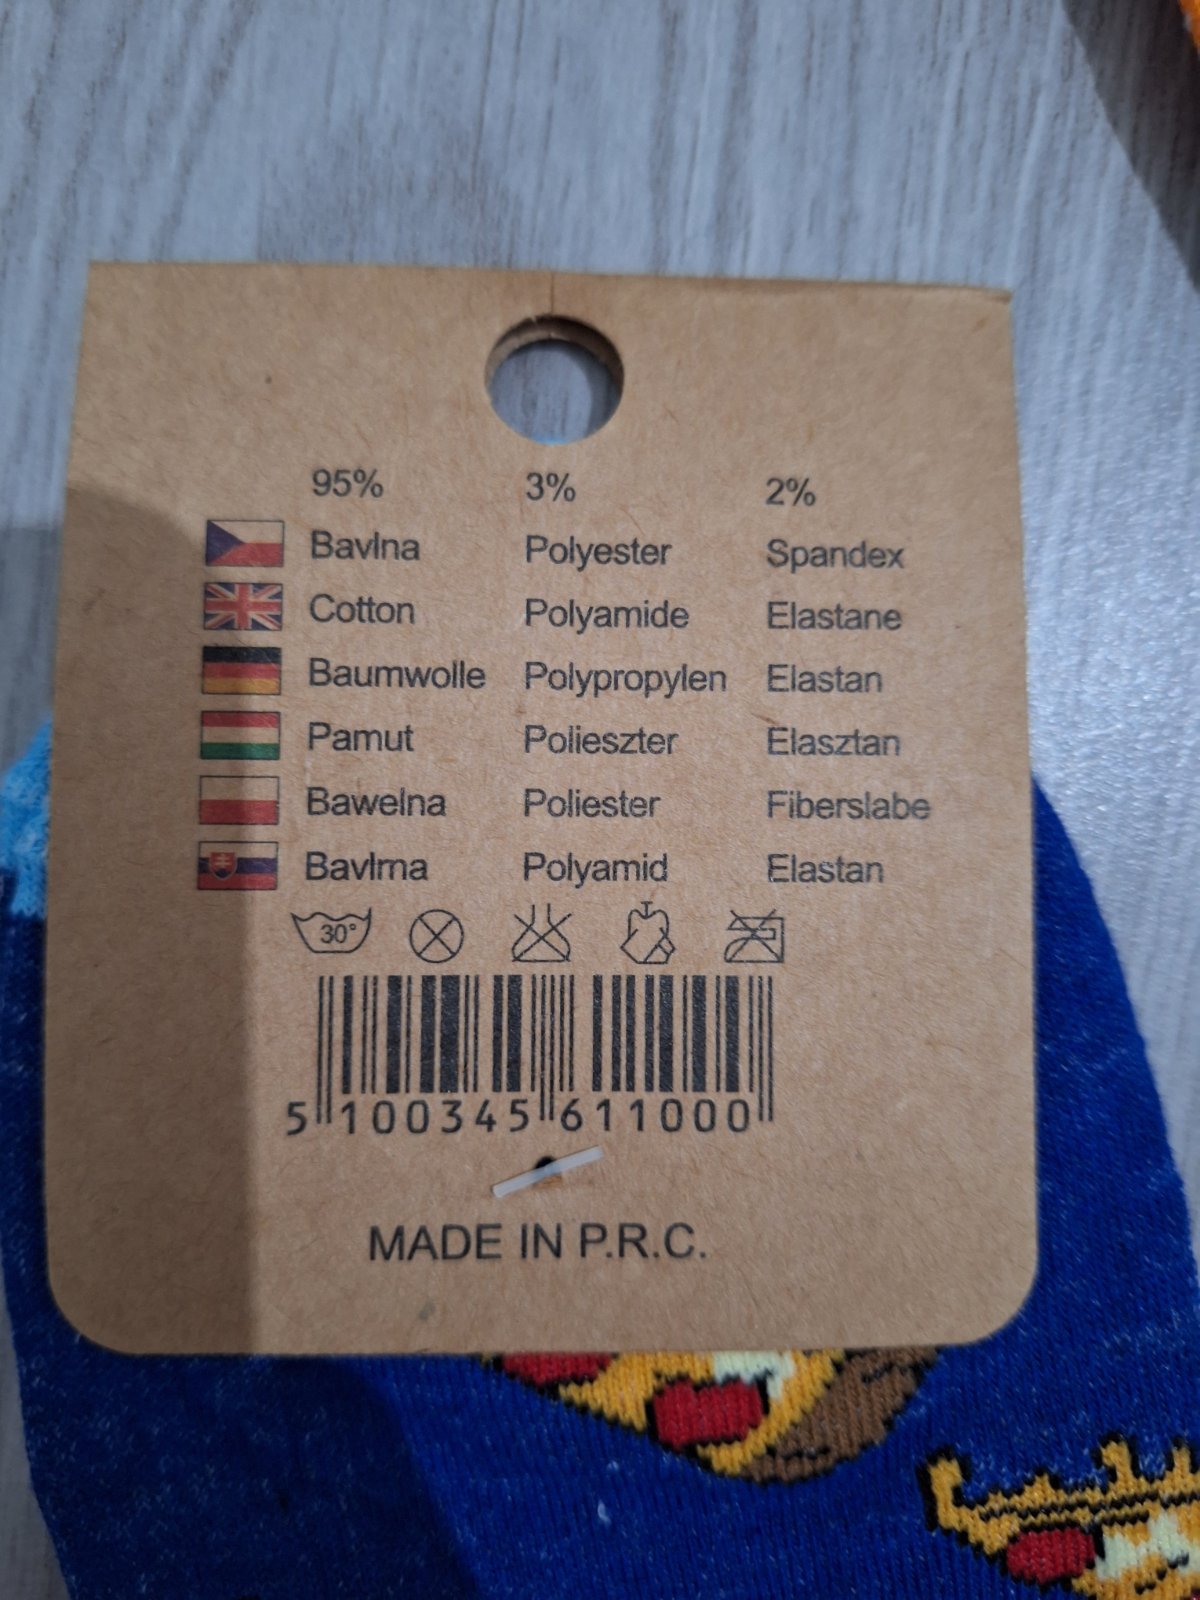 95% 3% 2%
Bavlna Polyester Spandex
Cotton Polyamide Elastane
Baumwolle Polypropylen Elastan
Pamut Polieszter Elasztan
Bawelna Poliester Fiberslabe
Bavlrna Polyamid Elastan
30°
5 100345 611000
MADE IN P.R.C.